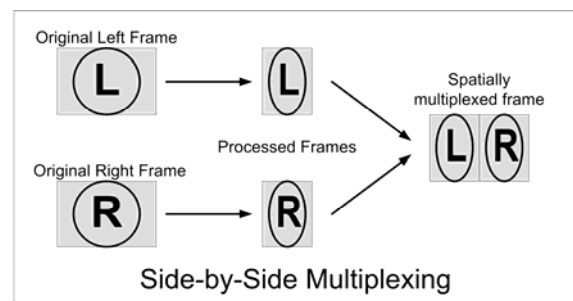 Original Left Frame
L
L
Spatially
multiplexed frame
L R
Processed Frames
Original Right Frame
R
R
Side-by-Side Multiplexing